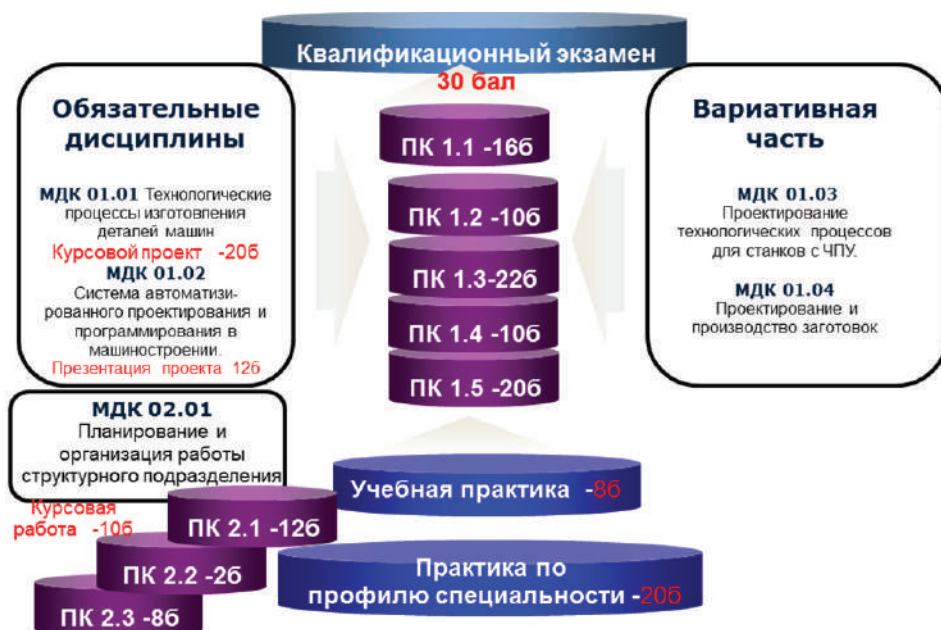 Квалификационный экзамен
30 бал
Обязательные
дисциплины
МДК 01.01 Технологические
процессы изготовления
деталей машин
Курсовой проект -20б
МДК 01.02
Система автоматизи-
рованного проектирования и
программирования в
машиностроении.
Презентация проекта 12б
ПК 1.1 -16б
ПК 1.2 -10б
ПК 1.3-22б
ПК 1.4 -10б
ПК 1.5 -20б
Вариативная
часть
МДК 01.03
Проектирование
технологических процессов
для станков с ЧПУ.
МДК 01.04
Проектирование и
производство заготовок
МДК 02.01
Планирование и
организация работы
структурного подразделения
Курсовая
работа -10б
ПК 2.1 -12б
ПК 2.2 -2б
ПК 2.3 -8б
Учебная практика -8б
Практика по
профилю специальности -20б